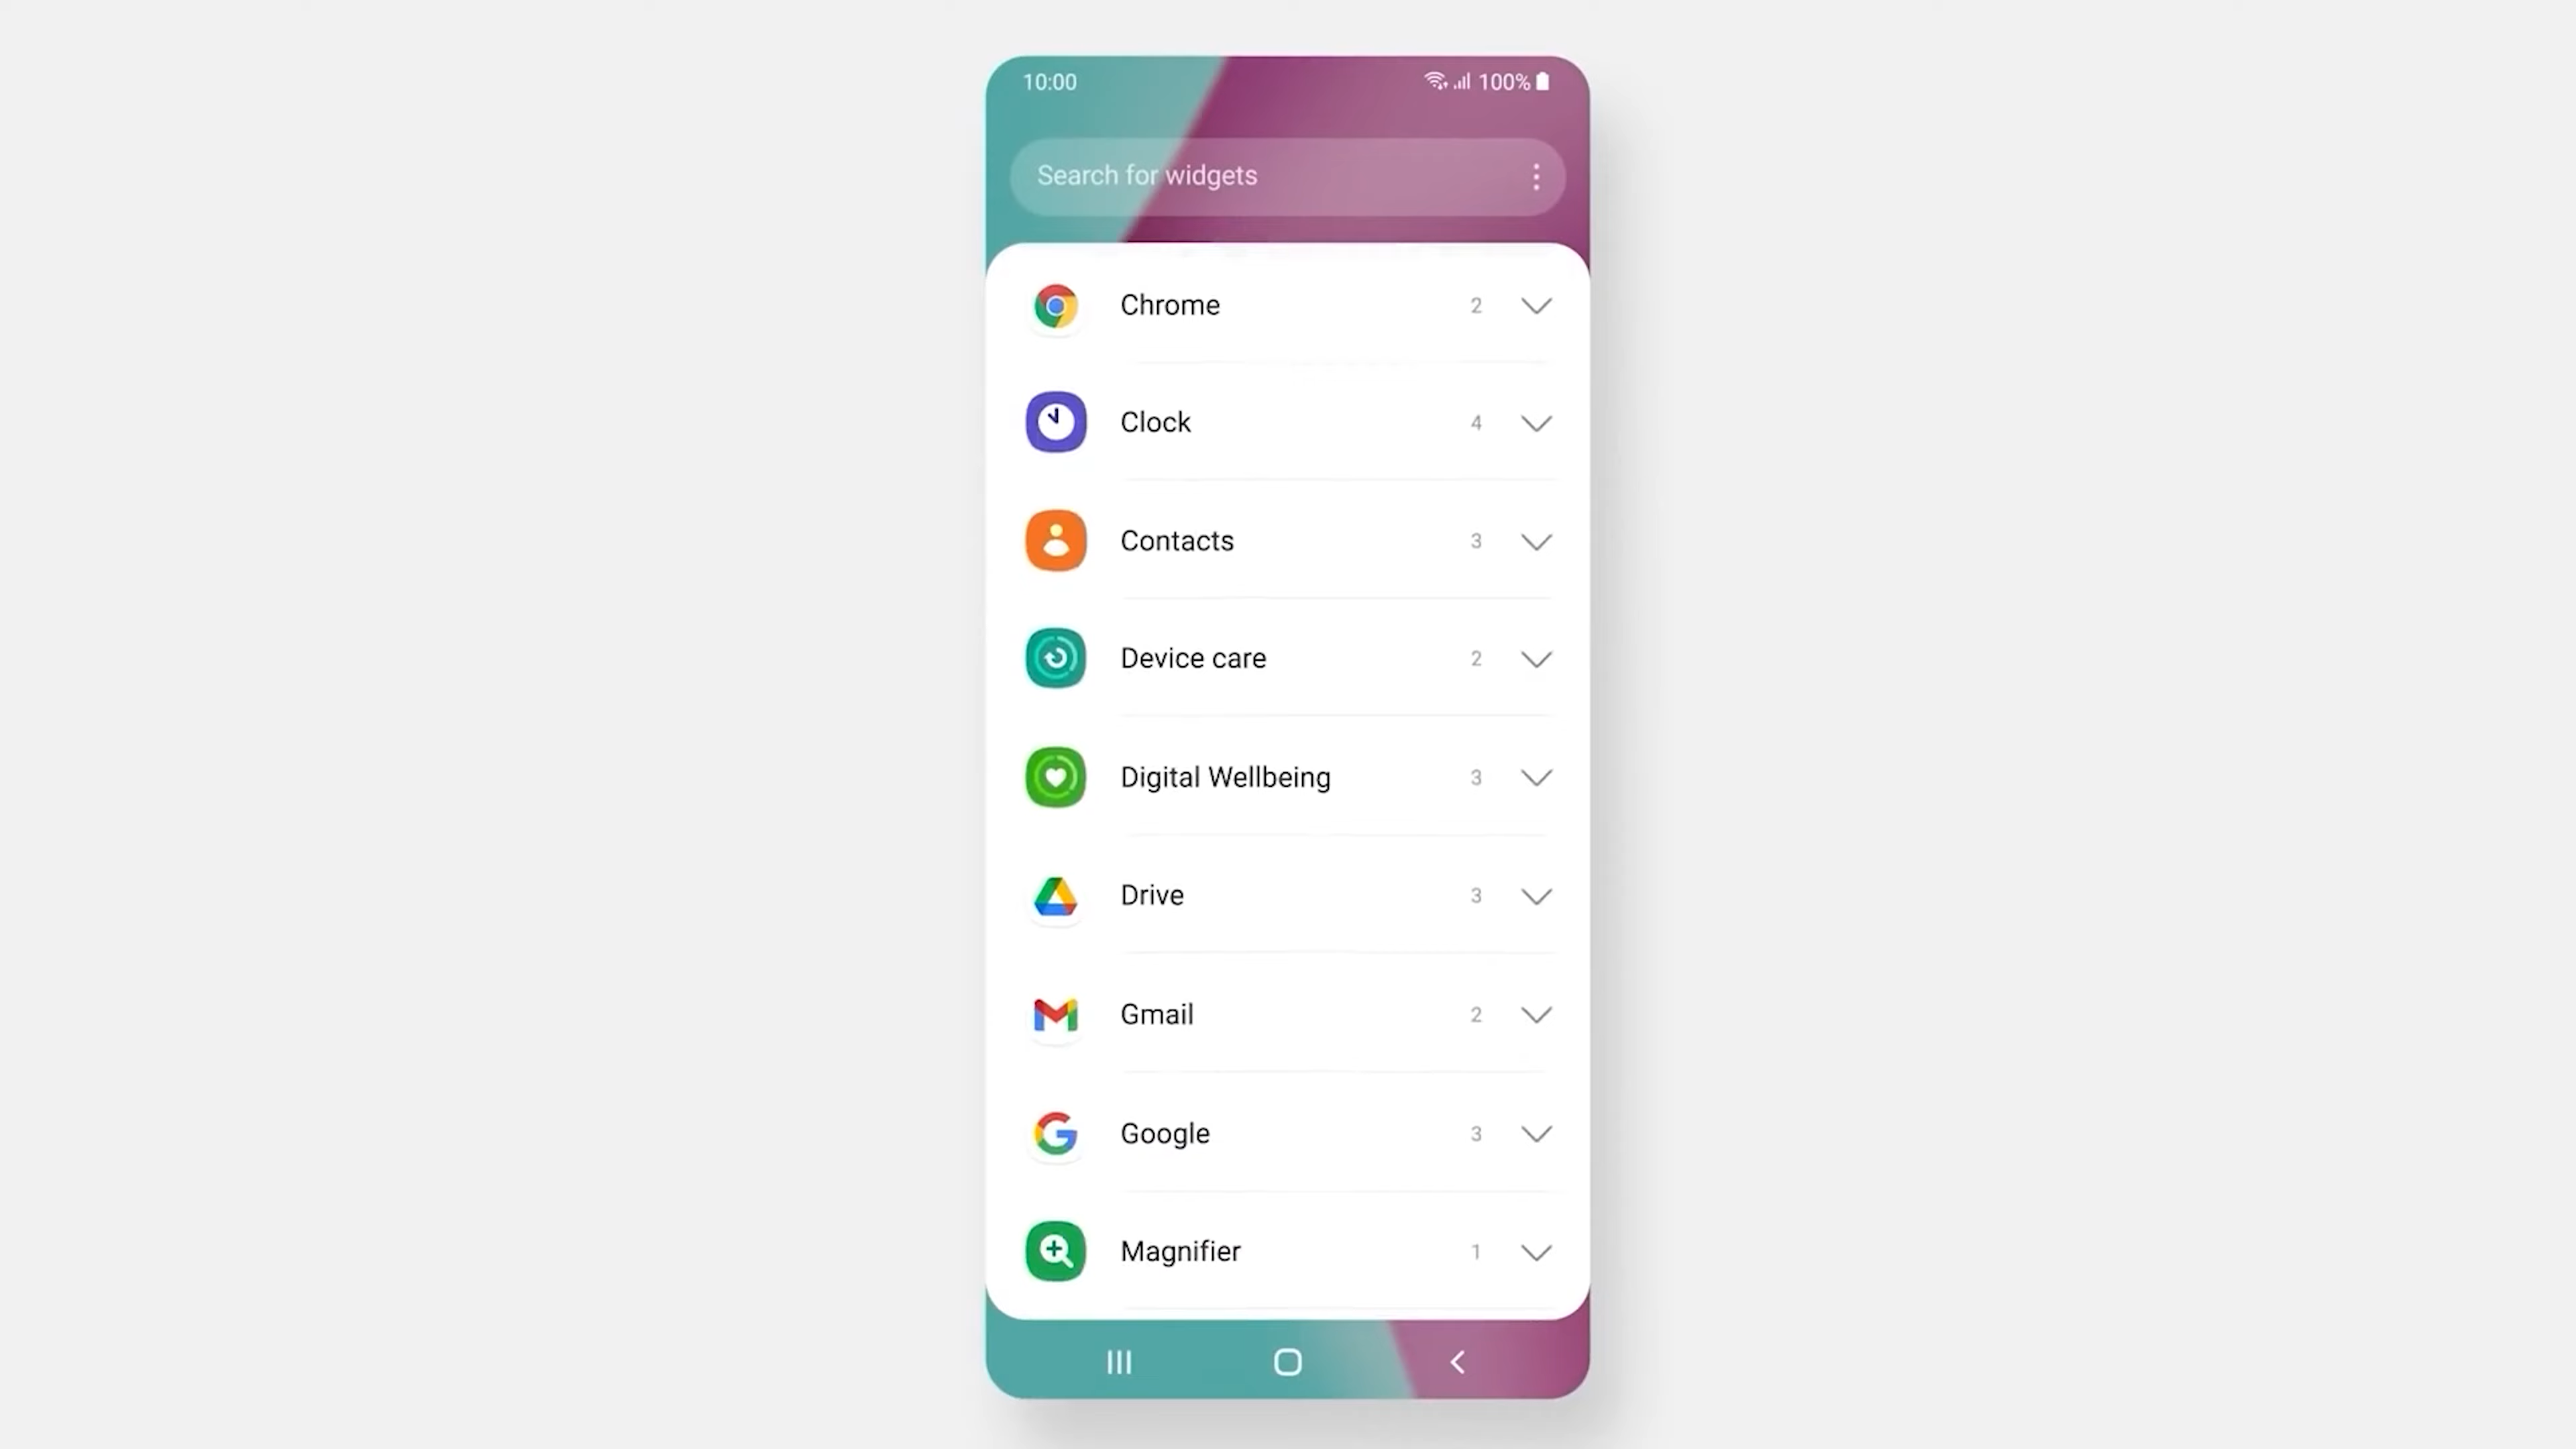 10:00 100%
Search for widgets
Chrome 2
Clock 4
Contacts 3
Device care 2
Digital Wellbeing 3
Drive 3
Gmail 2
Google 3
Magnifier 1